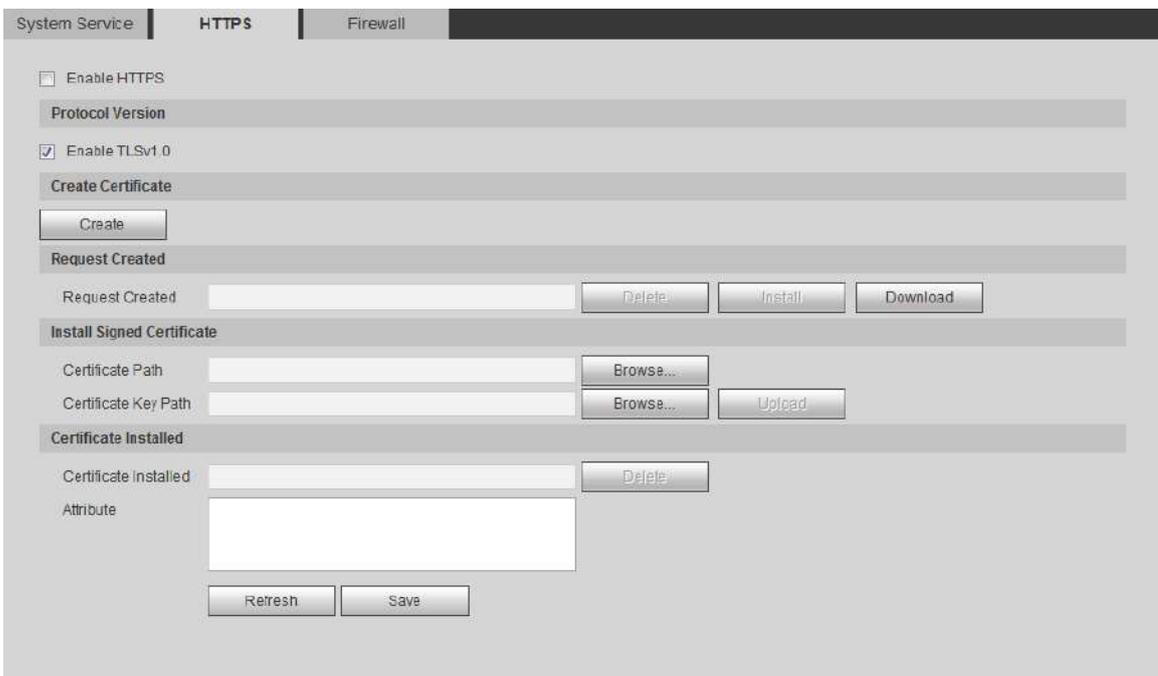 System Service HTTPS Firewall
Enable HTTPS
Protocol Version
Enable TLSv1.0
Create Certificate
Create
Request Created
Request Created Delete Install Download
Install Signed Certificate
Certificate Path Browse...
Certificate Key Path Browse... Upload
Certificate Installed
Certificate Installed Delete
Attribute
Refresh Save